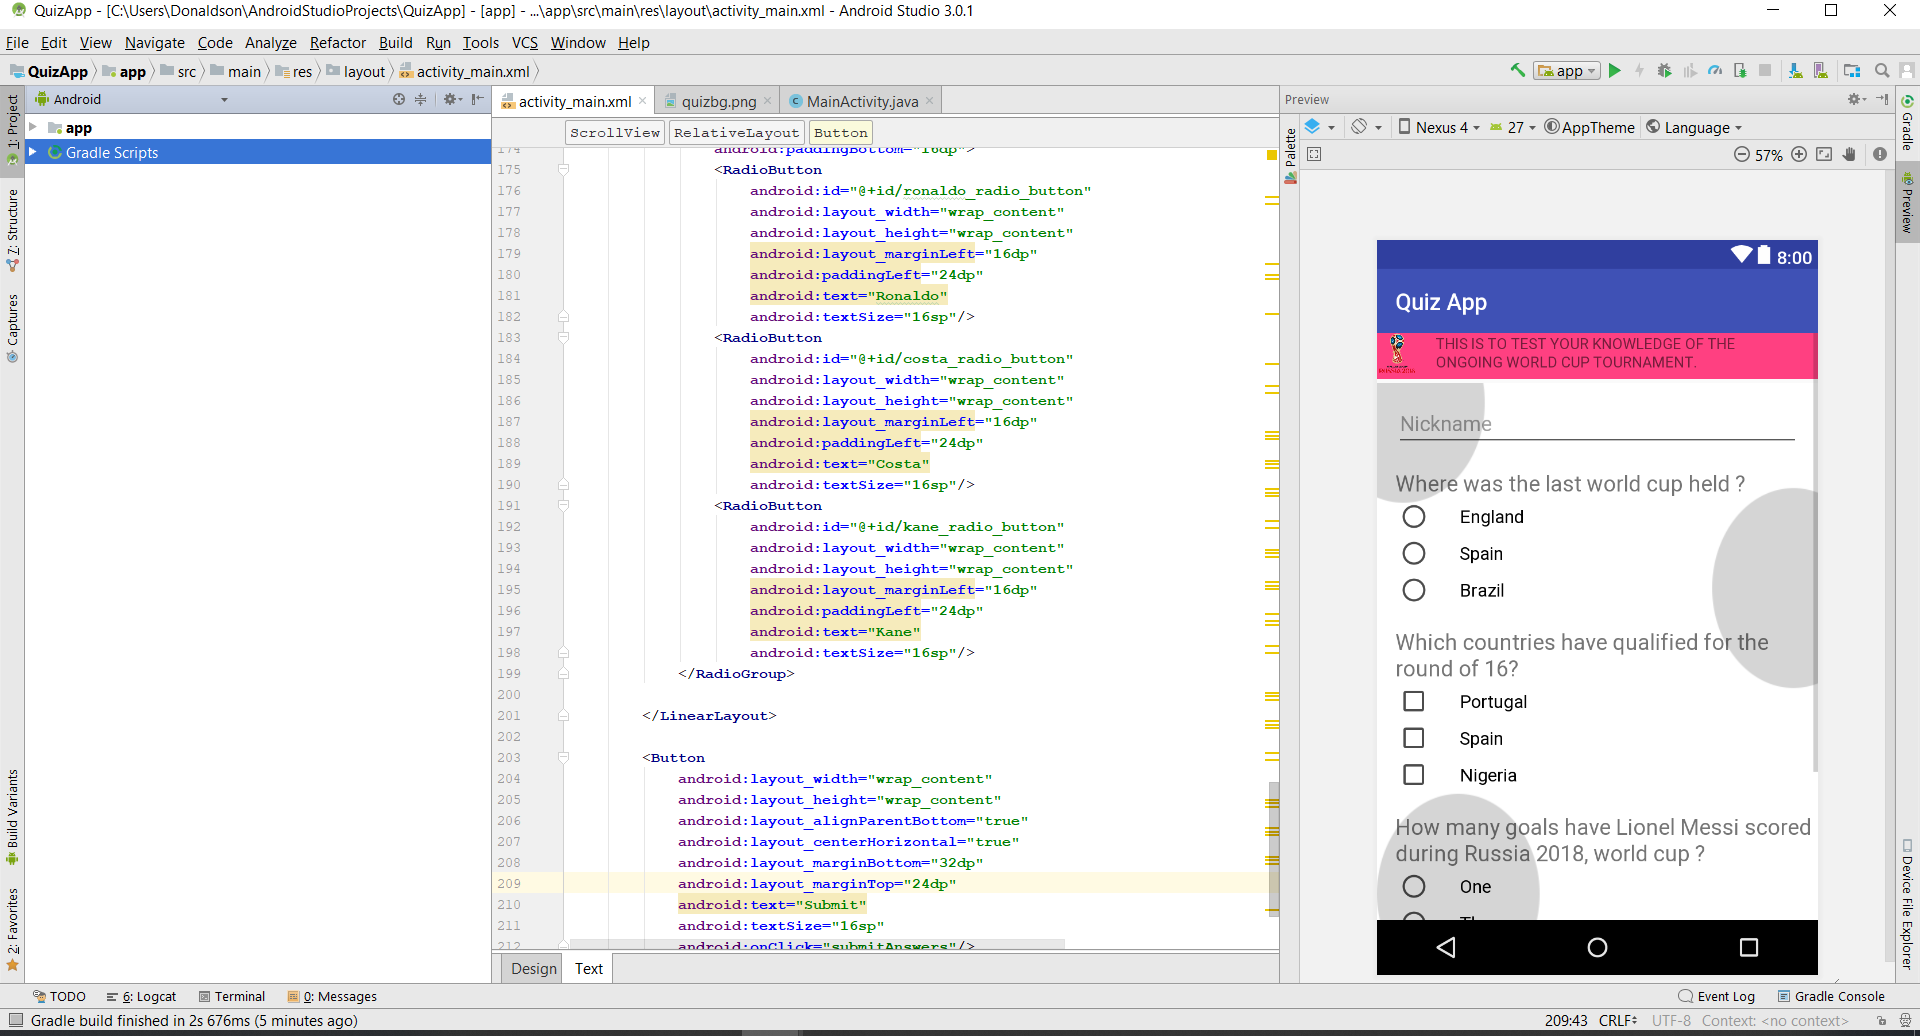 QuizApp - [C:\Users\Donaldson\AndroidStudioProjects\QuizApp] - [app] - ...\app\src\main\res\layout\activity_main.xml - Android Studio 3.0.1
File Edit View Navigate Code Analyze Refactor Build Run Tools VCS Window Help
QuizApp app src main res layout activity_main.xml app
Android
app
Gradle Scripts
1: Project
7: Structure
Captures
Build Variants
2: Favorites
activity_main.xml quizbg.png MainActivity.java
ScrollView RelativeLayout Button
174 android:paddingBottom="16dp">
175 <RadioButton
176 android:id="@+id/ronaldo_radio_button"
177 android:layout_width="wrap_content"
178 android:layout_height="wrap_content"
179 android:layout_marginLeft="16dp"
180 android:paddingLeft="24dp"
181 android:text="Ronaldo"
182 android:textSize="16sp"/>
183 <RadioButton
184 android:id="@+id/costa_radio_button"
185 android:layout_width="wrap_content"
186 android:layout_height="wrap_content"
187 android:layout_marginLeft="16dp"
188 android:paddingLeft="24dp"
189 android:text="Costa"
190 android:textSize="16sp"/>
191 <RadioButton
192 android:id="@+id/kane_radio_button"
193 android:layout_width="wrap_content"
194 android:layout_height="wrap_content"
195 android:layout_marginLeft="16dp"
196 android:paddingLeft="24dp"
197 android:text="Kane"
198 android:textSize="16sp"/>
199 </RadioGroup>
200
201 </LinearLayout>
202
203 <Button
204 android:layout_width="wrap_content"
205 android:layout_height="wrap_content"
206 android:layout_alignParentBottom="true"
207 android:layout_centerHorizontal="true"
208 android:layout_marginBottom="32dp"
209 android:layout_marginTop="24dp"
210 android:text="Submit"
211 android:textSize="16sp"
212 android:onClick="submitAnswers"/>
Design Text
Preview
Palette
Nexus 4 27 AppTheme Language
57%
8:00
Quiz App
THIS IS TO TEST YOUR KNOWLEDGE OF THE
ONGOING WORLD CUP TOURNAMENT.
Nickname
Where was the last world cup held ?
England
Spain
Brazil
Which countries have qualified for the
round of 16?
Portugal
Spain
Nigeria
How many goals have Lionel Messi scored
during Russia 2018, world cup ?
One
Gradle
Preview
Device File Explorer
TODO 6: Logcat Terminal 0: Messages Event Log Gradle Console
Gradle build finished in 2s 676ms (5 minutes ago) 209:43 CRLF UTF-8 Context: <no context>